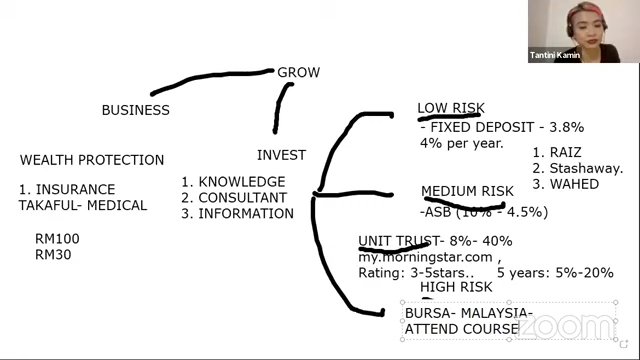 Tantini Kamin
GROW
BUSINESS
INVEST
WEALTH PROTECTION
1. INSURANCE
TAKAFUL- MEDICAL
RM100
RM30
1. KNOWLEDGE
2. CONSULTANT
3. INFORMATION
LOW RISK
- FIXED DEPOSIT - 3.8%
4% per year.
1. RAIZ
2. Stashaway.
3. WAHED
MEDIUM RISK
-ASB (10% - 4.5%)
UNIT TRUST- 8%- 40%
my.morningstar.com ,
Rating: 3-5stars.. 5 years: 5%-20%
HIGH RISK
BURSA- MALAYSIA-
ATTEND COURSE
zoom